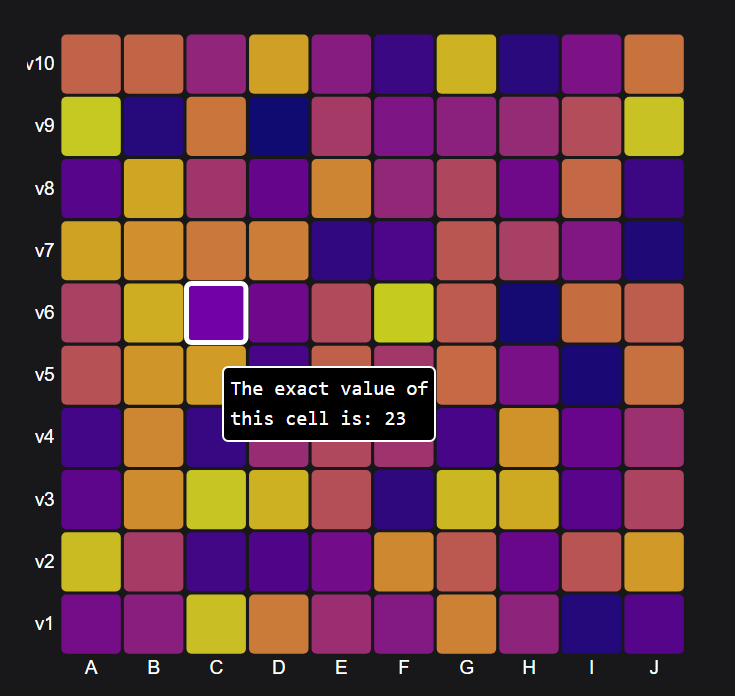 v10
v9
v8
v7
v6
v5
The exact value of
this cell is: 23
v4
v3
v2
v1
A B C D E F G H I J